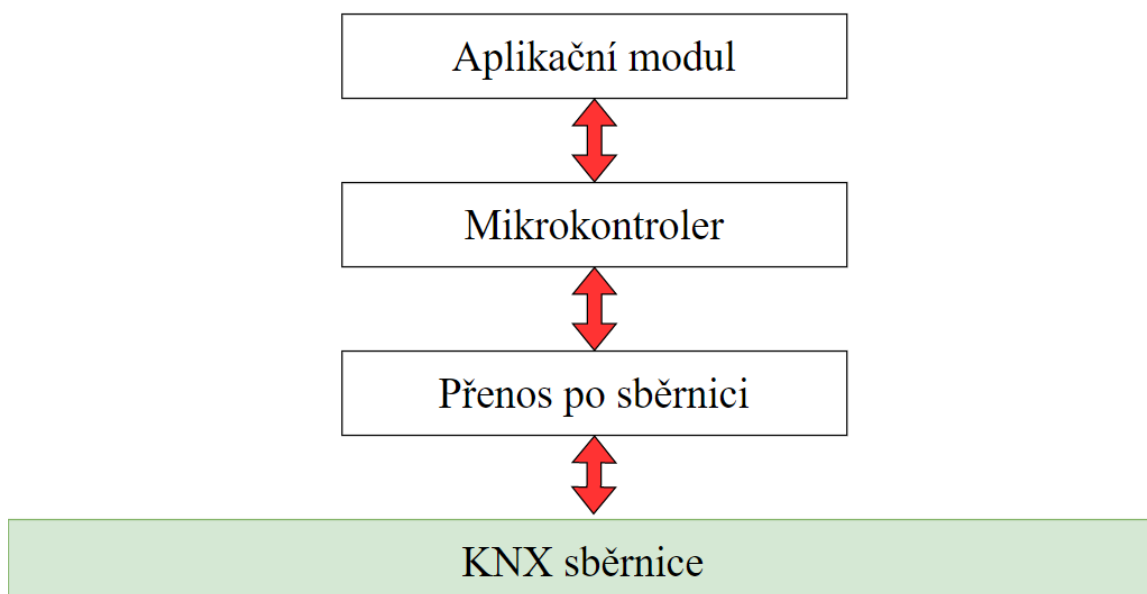 Aplikační modul
Mikrokontroler
Přenos po sběrnici
KNX sběrnice